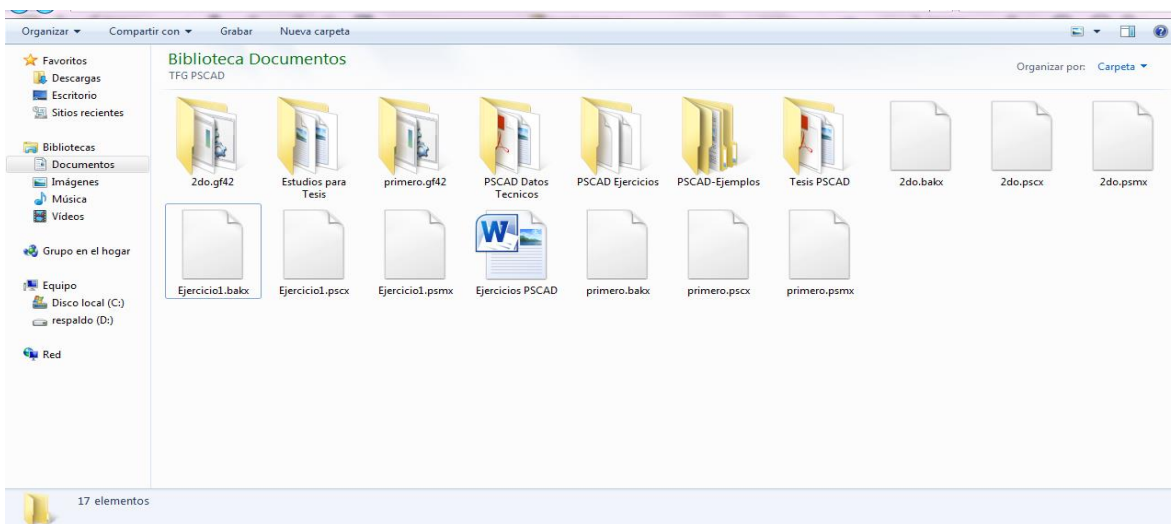 Organizar Compartir con Grabar Nueva carpeta
Favoritos
Descargas
Escritorio
Sitios recientes
Bibliotecas
Documentos
Imágenes
Música
Vídeos
Grupo en el hogar
Equipo
Disco local (C:)
respaldo (D:)
Red
Biblioteca Documentos
TFG PSCAD
Organizar por: Carpeta
2do.gf42
Estudios para
Tesis
primero.gf42
PSCAD Datos
Tecnicos
PSCAD Ejercicios
PSCAD-Ejemplos
Tesis PSCAD
2do.bakx
2do.pscx
2do.psmx
Ejercicio1.bakx
Ejercicio1.pscx
Ejercicio1.psmx
Ejercicios PSCAD
primero.bakx
primero.pscx
primero.psmx
17 elementos